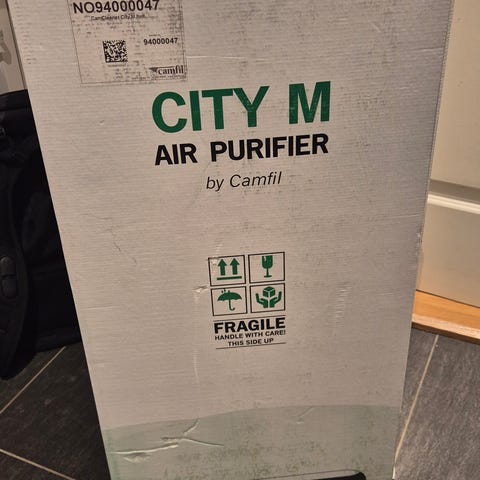 NO94000047
94000047
camfil
CITY M
AIR PURIFIER
by Camfil
FRAGILE
HANDLE WITH CARE!
THIS SIDE UP